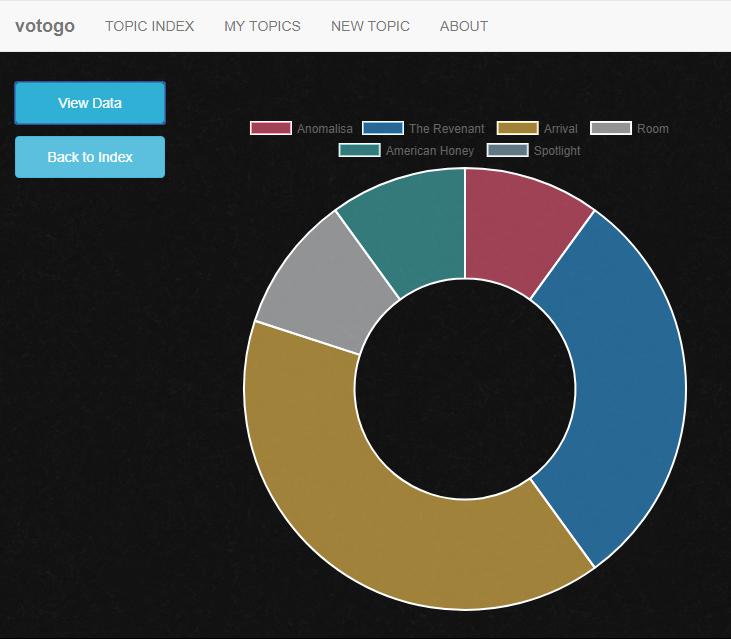 votogo TOPIC INDEX MY TOPICS NEW TOPIC ABOUT
View Data
Back to Index
Anomalisa The Revenant Arrival Room
American Honey Spotlight